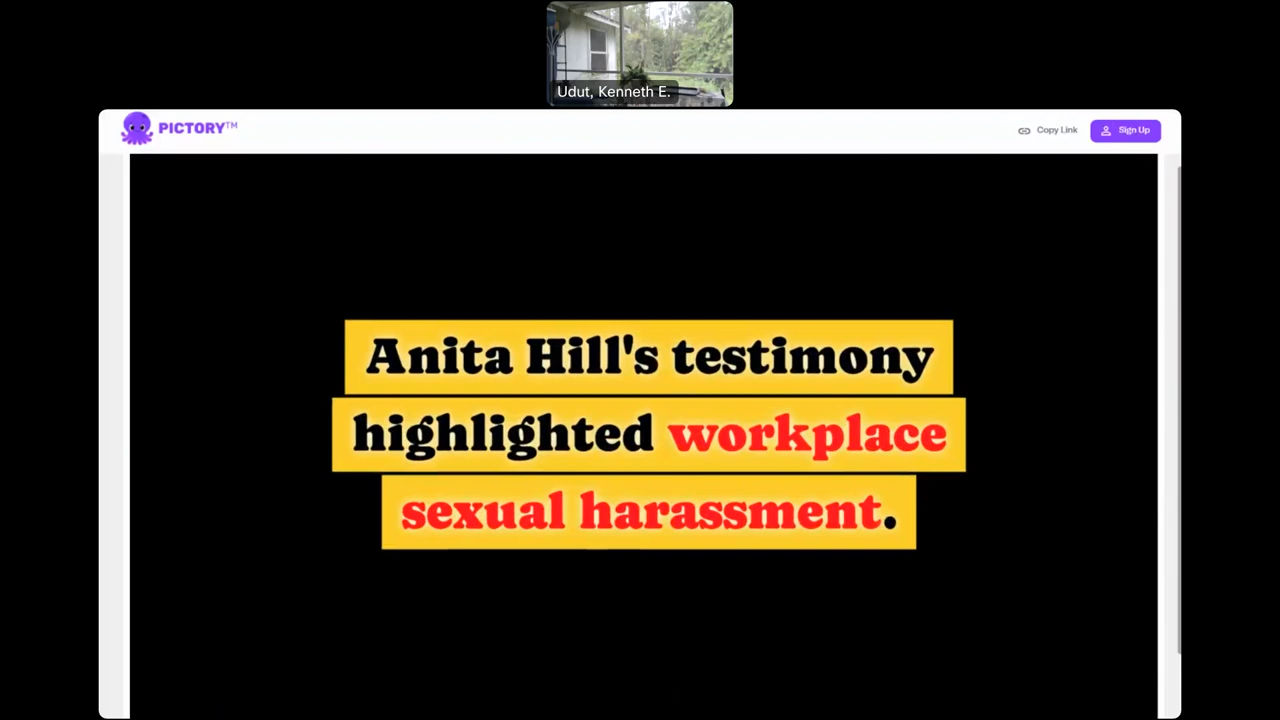 Udut, Kenneth E.
PICTORY™
Copy Link
Sign Up
Anita Hill's testimony
highlighted workplace
sexual harassment.